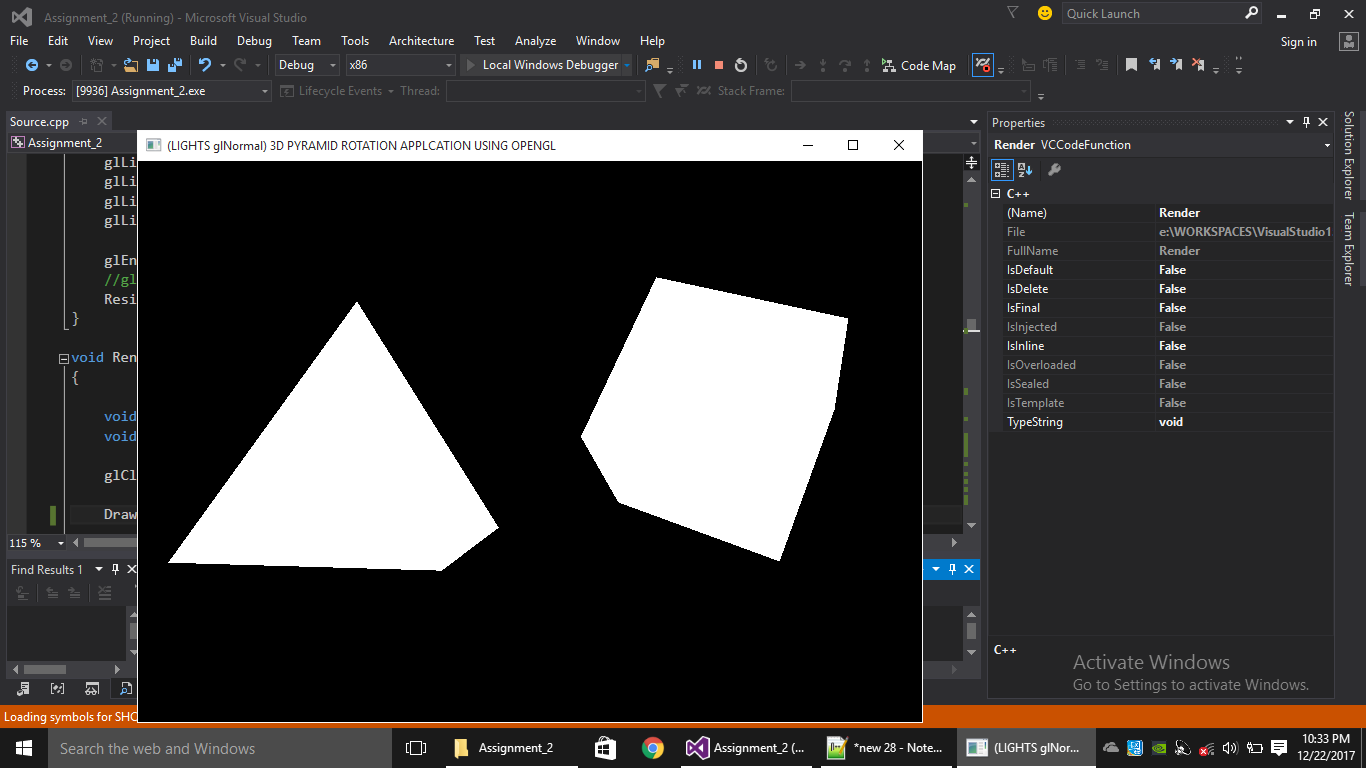 Assignment_2 (Running) - Microsoft Visual Studio
Quick Launch
File Edit View Project Build Debug Team Tools Architecture Test Analyze Window Help
Sign in
Debug x86 Local Windows Debugger Code Map
Process: [9936] Assignment_2.exe Lifecycle Events Thread: Stack Frame:
Source.cpp
Assignment_2
(LIGHTS glNormal) 3D PYRAMID ROTATION APPLCATION USING OPENGL
glLi
glLi
glLi
glLi
glEn
//gl
Resi
}
void Ren
{
void
void
glCl
Draw
115 %
Find Results 1
Properties
Render VCCodeFunction
C++
(Name) Render
File e:\WORKSPACES\VisualStudio1
FullName Render
IsDefault False
IsDelete False
IsFinal False
IsInjected False
IsInline False
IsOverloaded False
IsSealed False
IsTemplate False
TypeString void
C++
Solution Explorer
Team Explorer
Activate Windows
Go to Settings to activate Windows.
Loading symbols for SHC
Search the web and Windows
Assignment_2
Assignment_2 (...
*new 28 - Note...
(LIGHTS glNor...
10:33 PM
12/22/2017